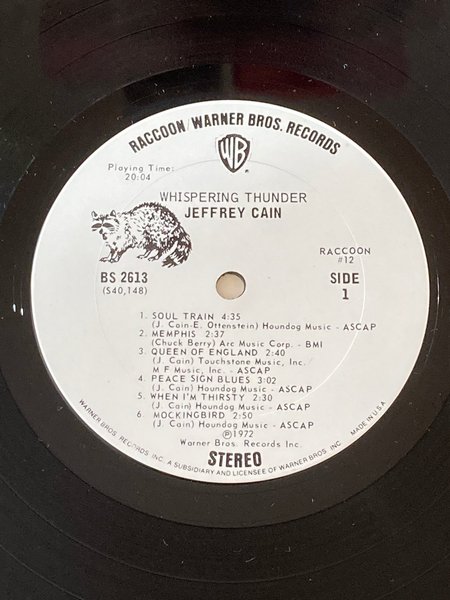 RACCOON/WARNER BROS. RECORDS
WB
®
Playing Time:
20:04
WHISPERING THUNDER
JEFFREY CAIN
RACCOON
#12
BS 2613
(S40,148)
SIDE
1
1. SOUL TRAIN 4:35
(J. Cain-E. Ottenstein) Houndog Music - ASCAP
2. MEMPHIS 2:37
(Chuck Berry) Arc Music Corp. - BMI
3. QUEEN OF ENGLAND 2:40
(J. Cain) Touchstone Music, Inc.
M F Music, Inc. - ASCAP
4. PEACE SIGN BLUES 3:02
(J. Cain) Houndog Music - ASCAP
5. WHEN I'M THIRSTY 2:30
(J. Cain) Houndog Music - ASCAP
6. MOCKINGBIRD 2:50
(J. Cain) Houndog Music - ASCAP
℗1972
Warner Bros. Records Inc.
STEREO
WARNER BROS. RECORDS INC. A SUBSIDIARY AND LICENSEE OF WARNER BROS. INC. MADE IN U.S.A.